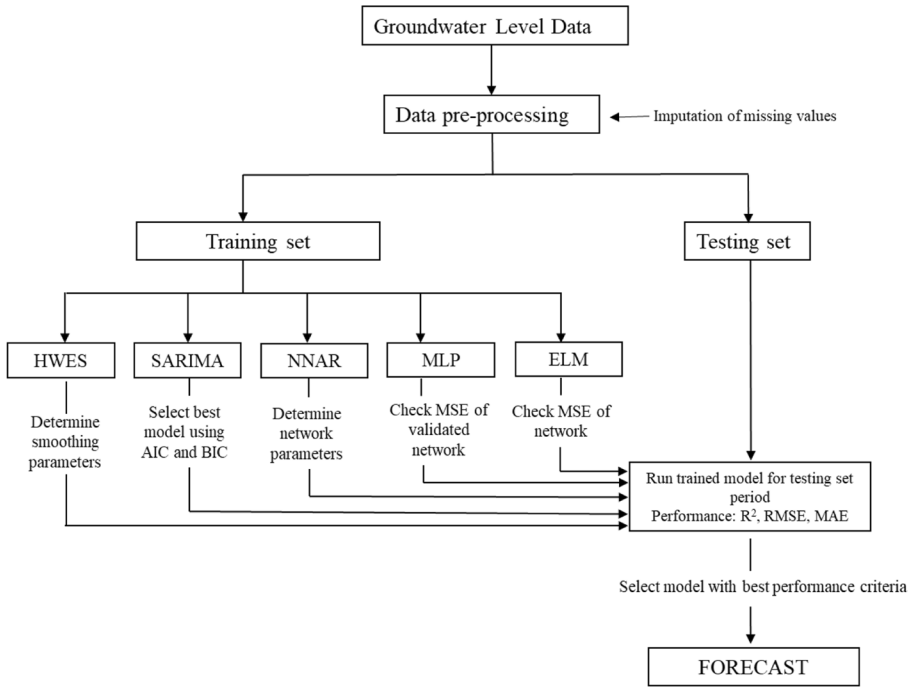 Groundwater Level Data
Data pre-processing
Imputation of missing values
Training set
Testing set
HWES
SARIMA
NNAR
MLP
ELM
Determine
smoothing
parameters
Select best
model using
AIC and BIC
Determine
network
parameters
Check MSE of
validated
network
Check MSE of
network
Run trained model for testing set
period
Performance: R², RMSE, MAE
Select model with best performance criteria
FORECAST